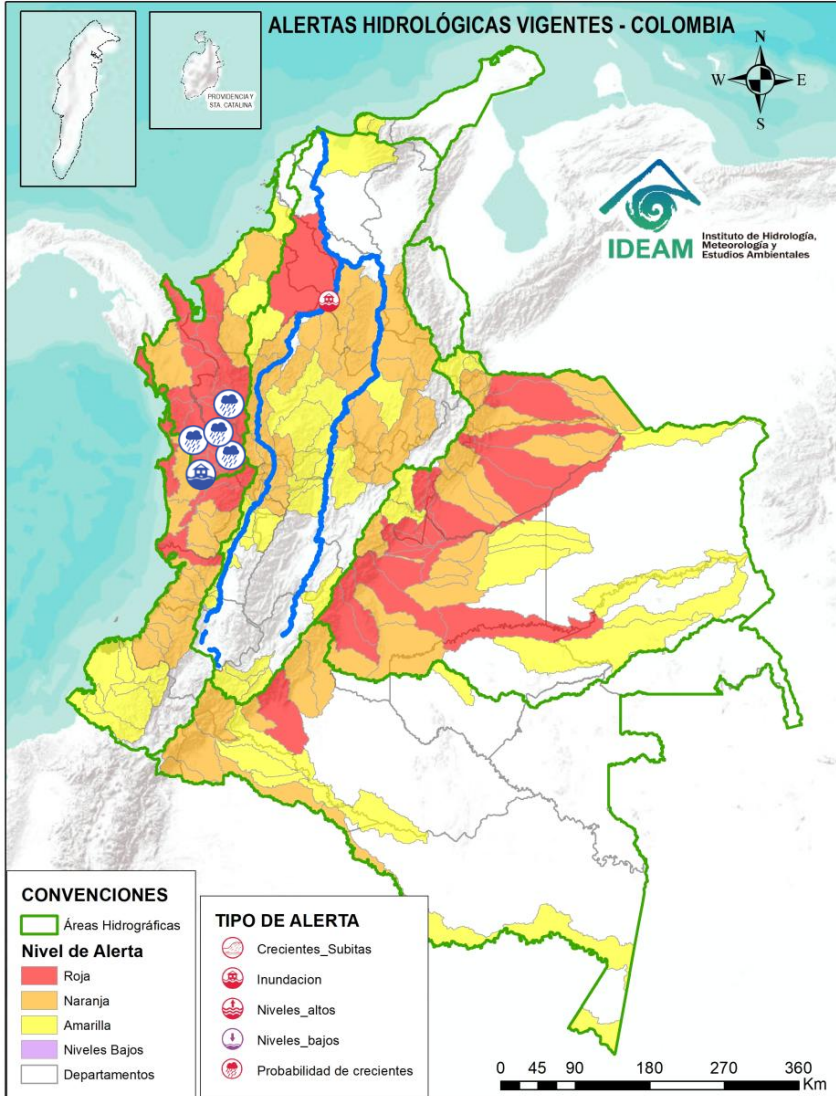 ALERTAS HIDROLÓGICAS VIGENTES - COLOMBIA
PROVIDENCIA Y
STA. CATALINA
N
W
E
S
IDEAM
Instituto de Hidrología,
Meteorología y
Estudios Ambientales
CONVENCIONES
Áreas Hidrográficas
Nivel de Alerta
Roja
Naranja
Amarilla
Niveles Bajos
Departamentos
TIPO DE ALERTA
Crecientes_Subitas
Inundacion
Niveles_altos
Niveles_bajos
Probabilidad de crecientes
0 45 90 180 270 360
Km